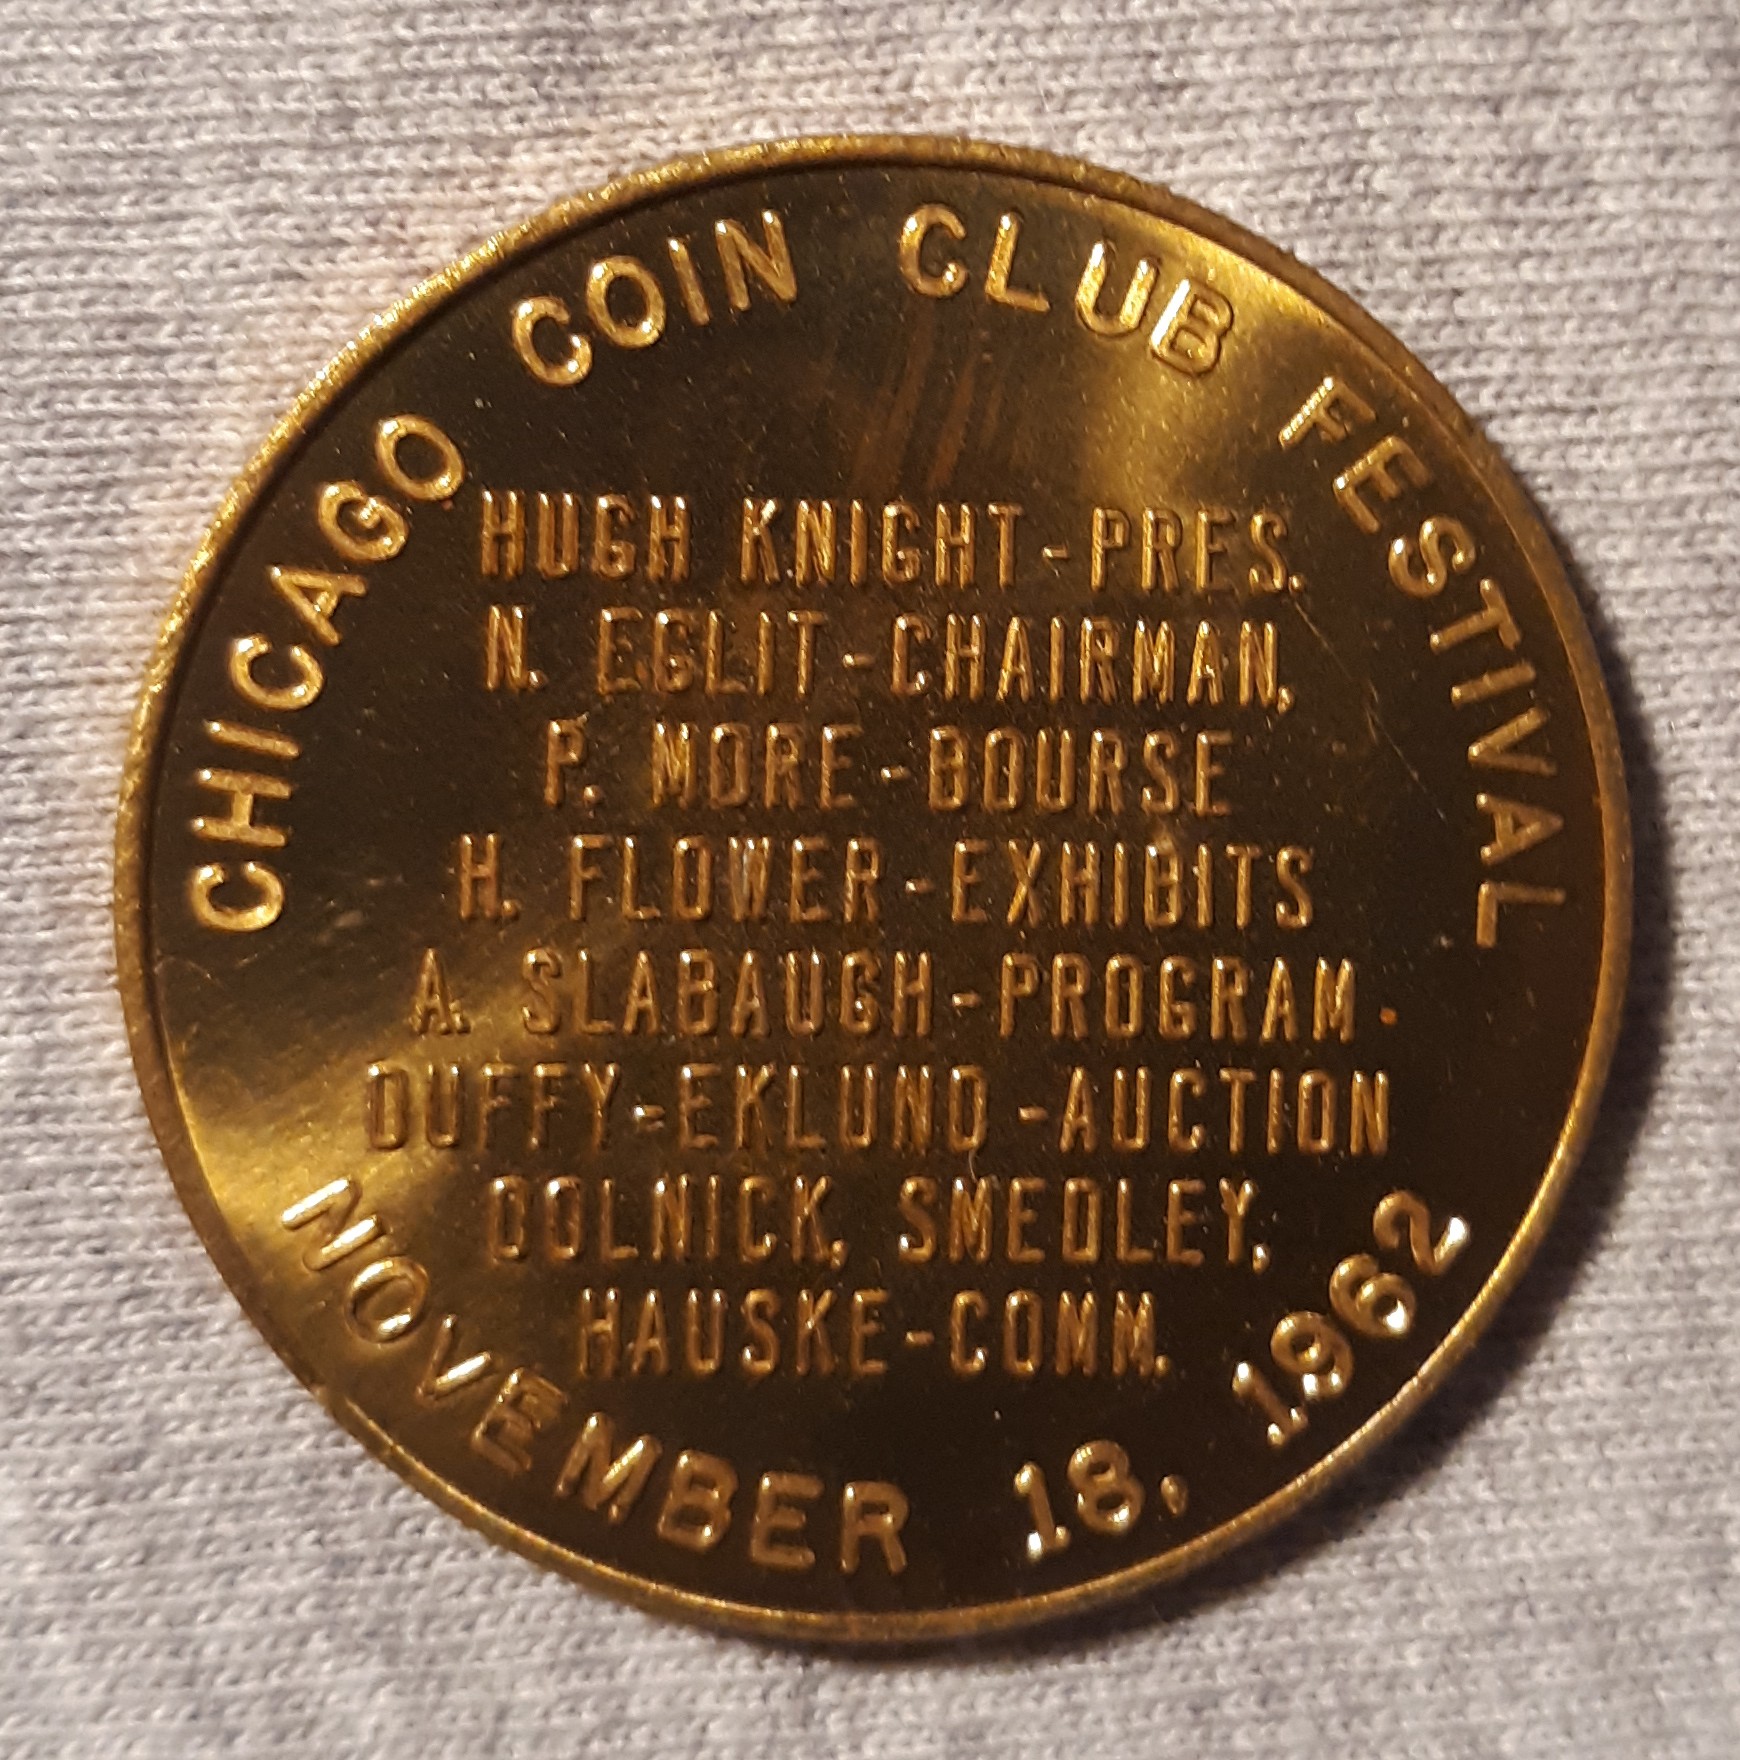 CHICAGO COIN CLUB FESTIVAL
HUGH KNIGHT-PRES.
N. EGLIT-CHAIRMAN,
P. MORE-BOURSE
H. FLOWER-EXHIBITS
A. SLABAUGH-PROGRAM-
DUFFY-EKLUND-AUCTION
DOLNICK, SMEDLEY,
HAUSKE-COMM.
NOVEMBER 18, 1962